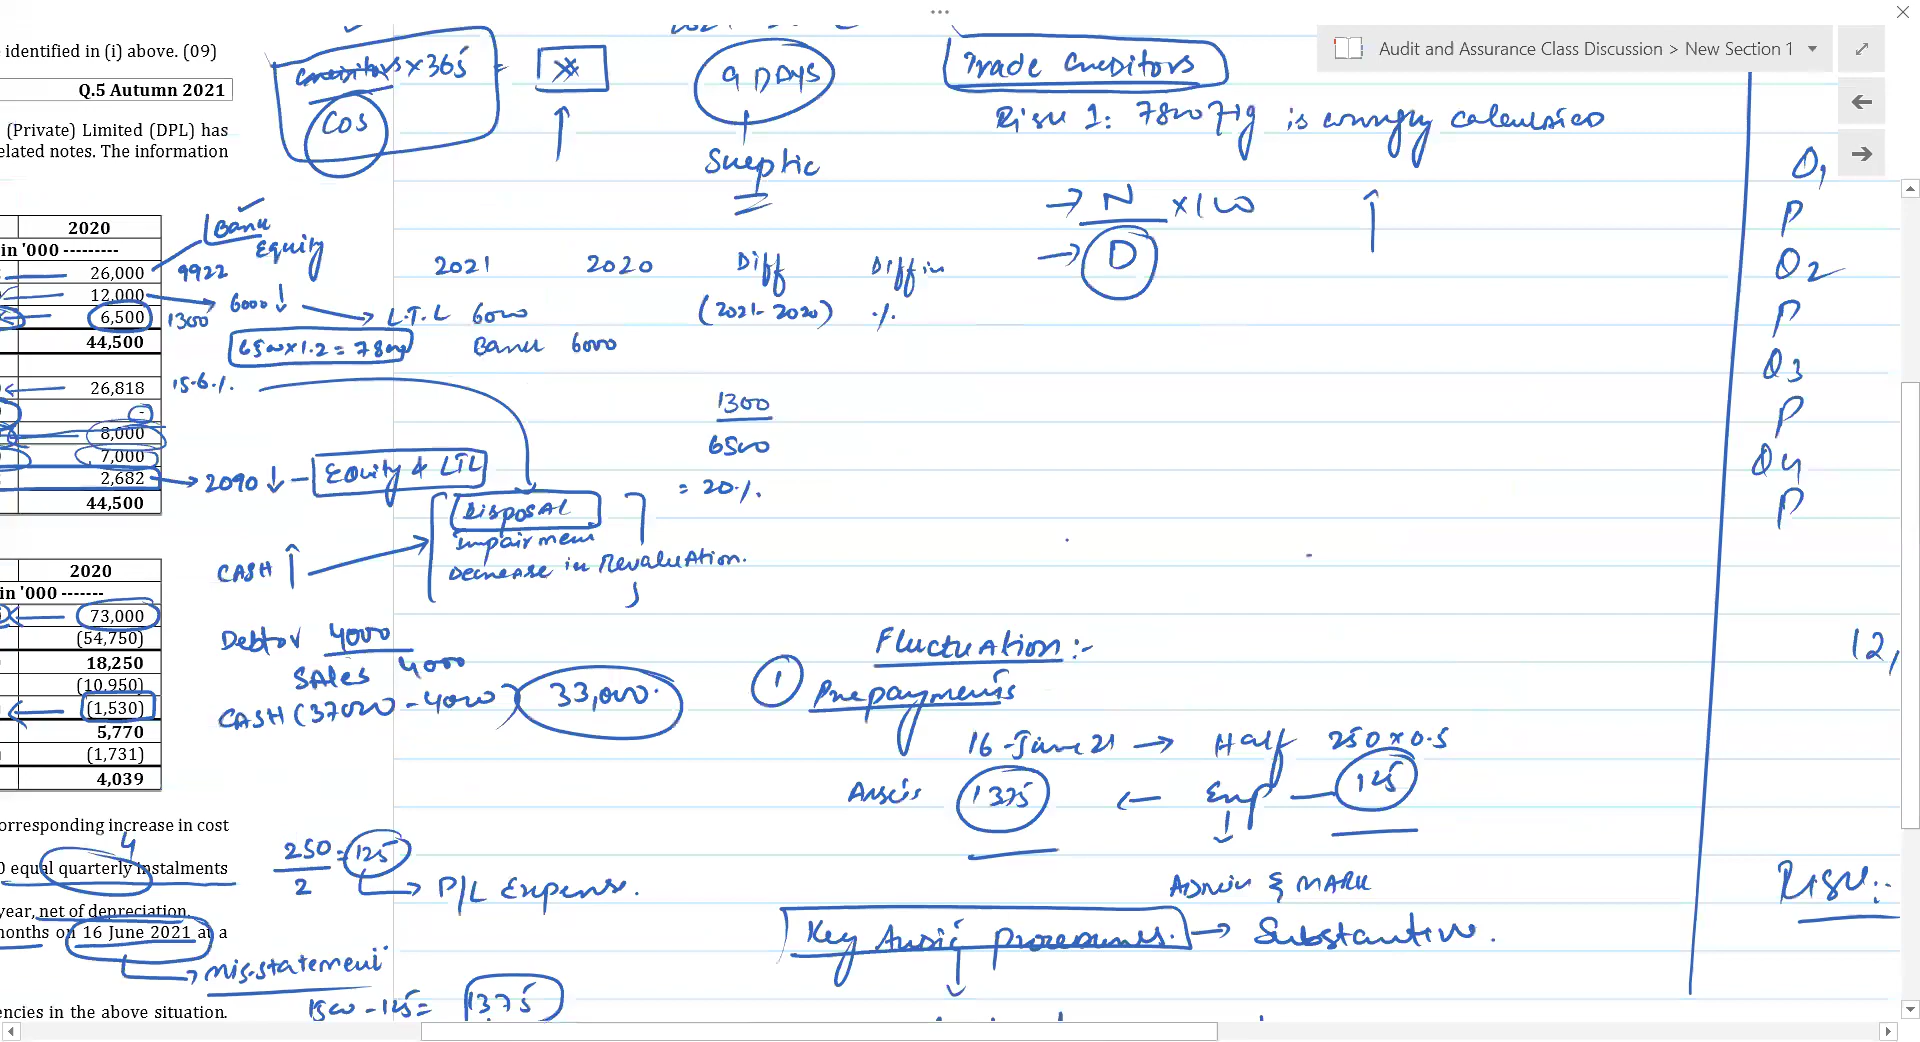 Audit and Assurance Class Discussion > New Section 1
identified in (i) above. (09)
Q.5 Autumn 2021
(Private) Limited (DPL) has
elated notes. The information
2020
in '000 ---------
26,000
12,000
6,500
44,500
26,818
-
8,000
7,000
2,682
44,500
2020
in '000 -------
73,000
(54,750)
18,250
(10,950)
(1,530)
5,770
(1,731)
4,039
orresponding increase in cost
0 equal quarterly instalments
year, net of depreciation.
months on 16 June 2021 at a
encies in the above situation.
creditors x 365 =
COS
9 DAYS
Skeptic
Trade Creditors
Risk 1: 7800 Fig is wrongly calculated
N x100
D
Bank
Equity
9922
6000 ↓
1300
6500 x 1.2 = 7800
15.6%
2021 2020 Diff Diff in
(2021-2020) %
L.T.L 6000
Bank 6000
1300
6500
= 20%
2090 ↓ - Equity & LTL
Disposal
Impairment
Decrease in Revaluation.
CASH ↑
Debtor 4000
SALES 4000
CASH (37000 - 4000) 33,000
Fluctuation:-
1 Prepayments
16-June 21 → Half 250 x 0.5
1375 ← Exp - 125
Admin & MARK
4
250 = 125
2
P/L Expense.
Key Audit procedures. → Substantive.
mis-statement
1500 - 125 = 1375
O1
P
O2
P
O3
P
O4
P
12,
Risk:-